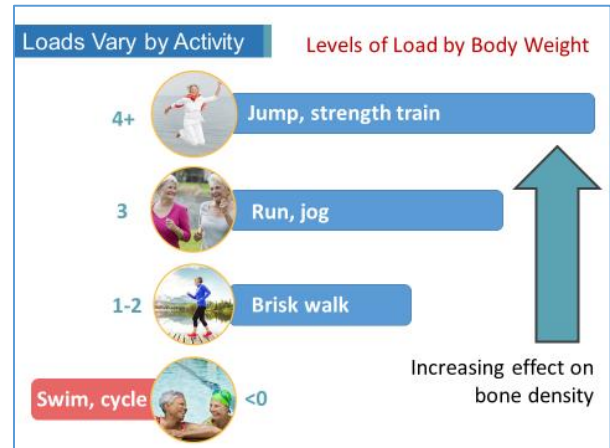 Loads Vary by Activity
Levels of Load by Body Weight
4+
Jump, strength train
3
Run, jog
1-2
Brisk walk
Swim, cycle
<0
Increasing effect on
bone density